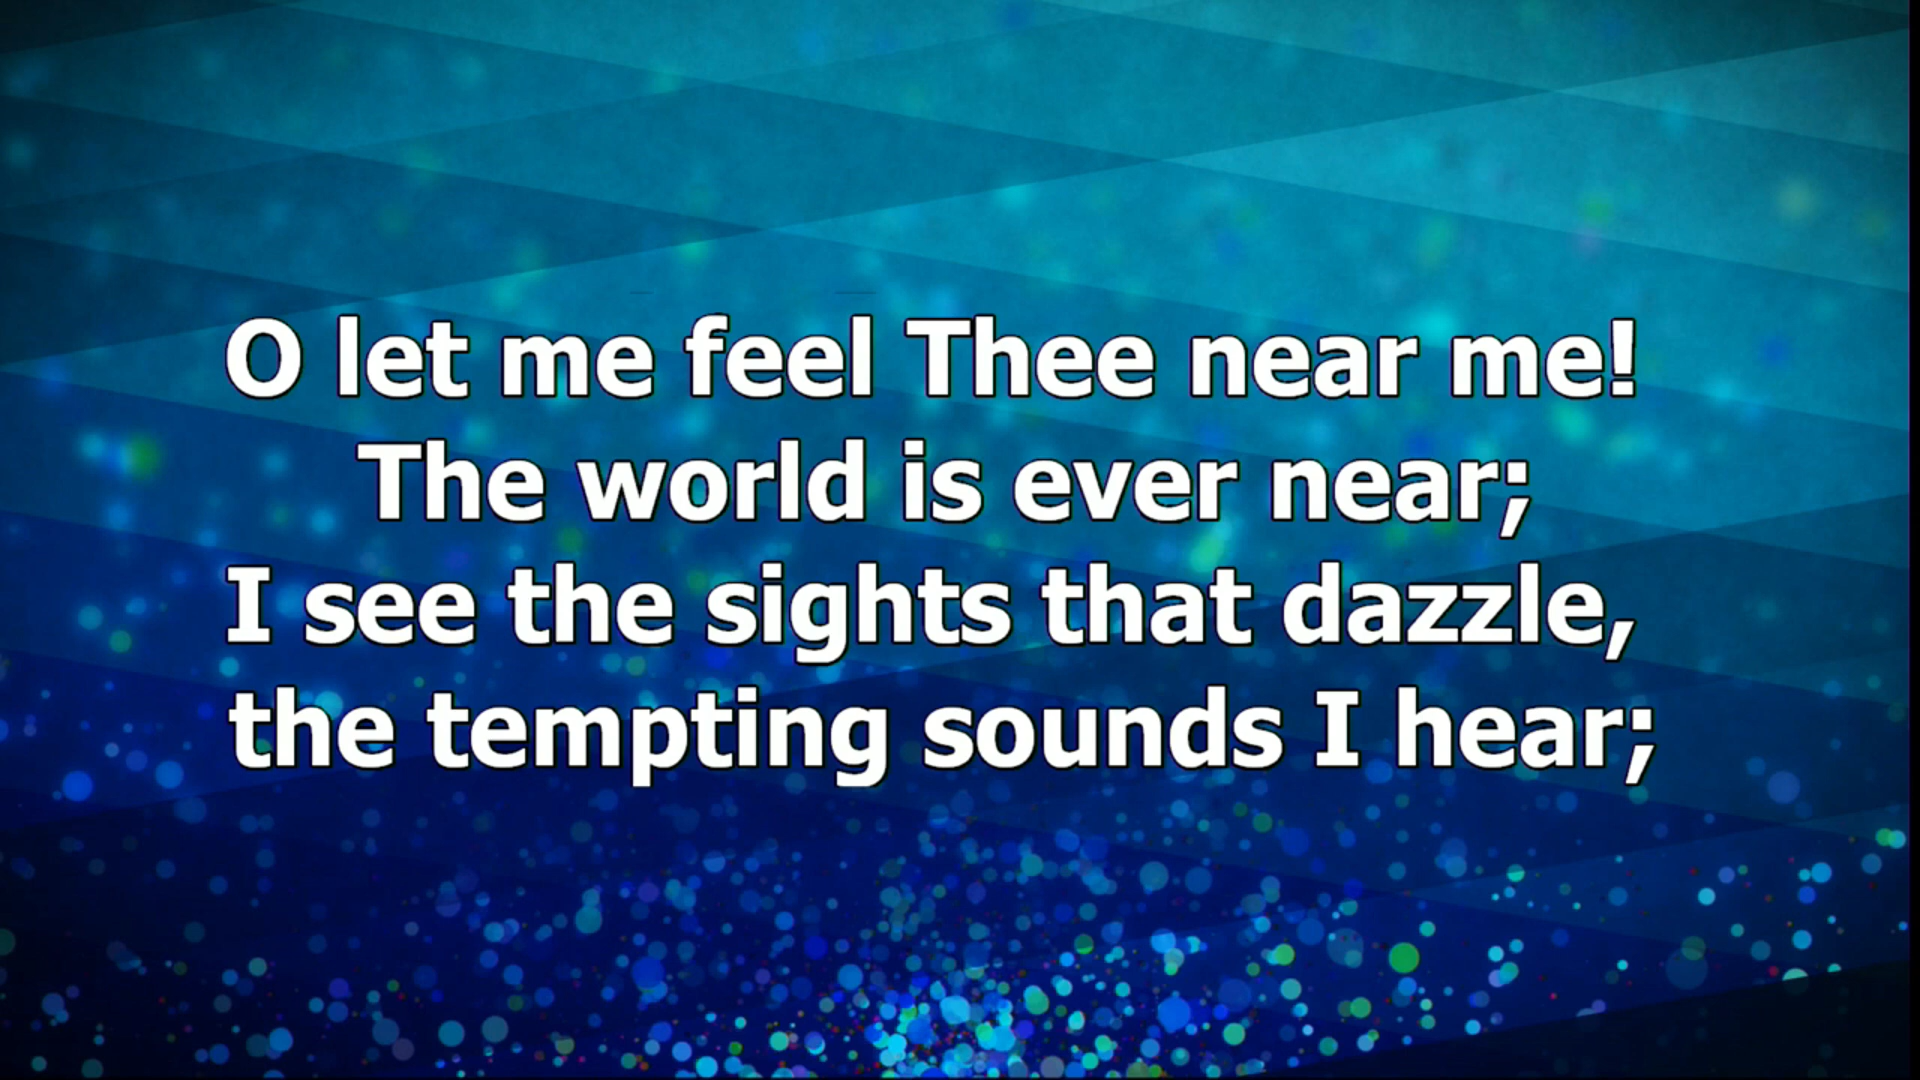 O let me feel Thee near me!
The world is ever near;
I see the sights that dazzle,
the tempting sounds I hear;